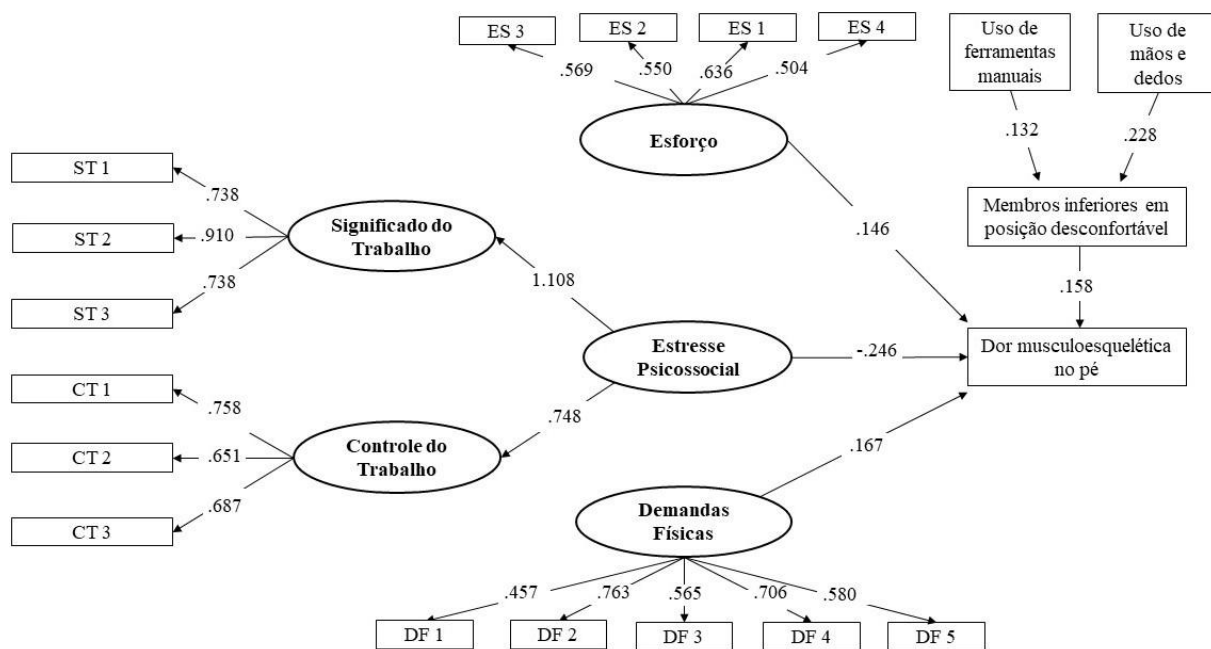 ES 3
ES 2
ES 1
ES 4
Uso de
ferramentas
manuais
Uso de
mãos e
dedos
.569
.550
.636
.504
Esforço
.132
.228
ST 1
ST 2
ST 3
.738
.910
.738
Significado do
Trabalho
.146
Membros inferiores em
posição desconfortável
1.108
.158
Estresse
Psicossocial
-.246
Dor musculoesquelética
no pé
CT 1
CT 2
CT 3
.758
.651
.687
.748
Controle do
Trabalho
.167
Demandas
Físicas
.457
.763
.565
.706
.580
DF 1
DF 2
DF 3
DF 4
DF 5